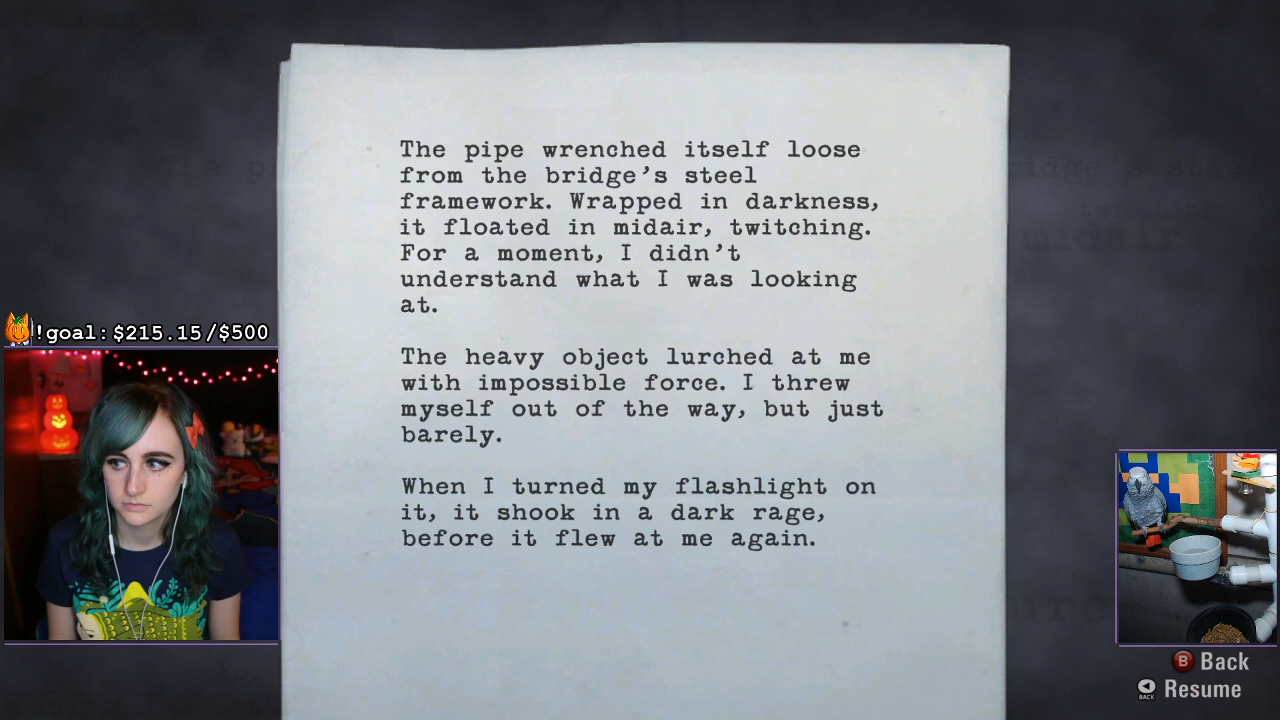 The pipe wrenched itself loose
from the bridge's steel
framework. Wrapped in darkness,
it floated in midair, twitching.
For a moment, I didn't
understand what I was looking
at.
The heavy object lurched at me
with impossible force. I threw
myself out of the way, but just
barely.
When I turned my flashlight on
it, it shook in a dark rage,
before it flew at me again.
!goal: $215.15/$500
B Back
BACK Resume